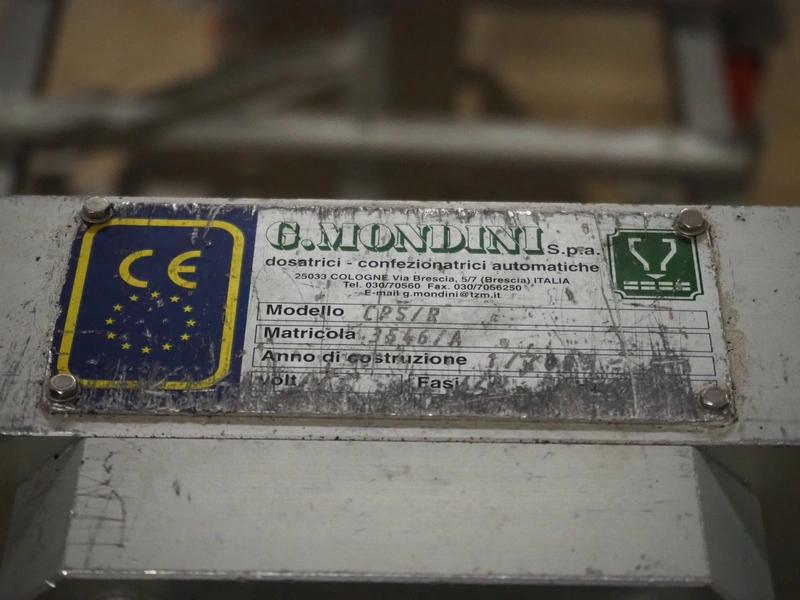 CE
G.MONDINI S.p.a.
dosatrici - confezionatrici automatiche
25033 COLOGNE Via Brescia, 5/7 (Brescia) ITALIA
Tel. 030/70560 Fax. 030/7056250
E-mail g.mondini@tzm.it
Modello CPS/R
Matricola 3546/A
Anno di costruzione
Volt Fasi